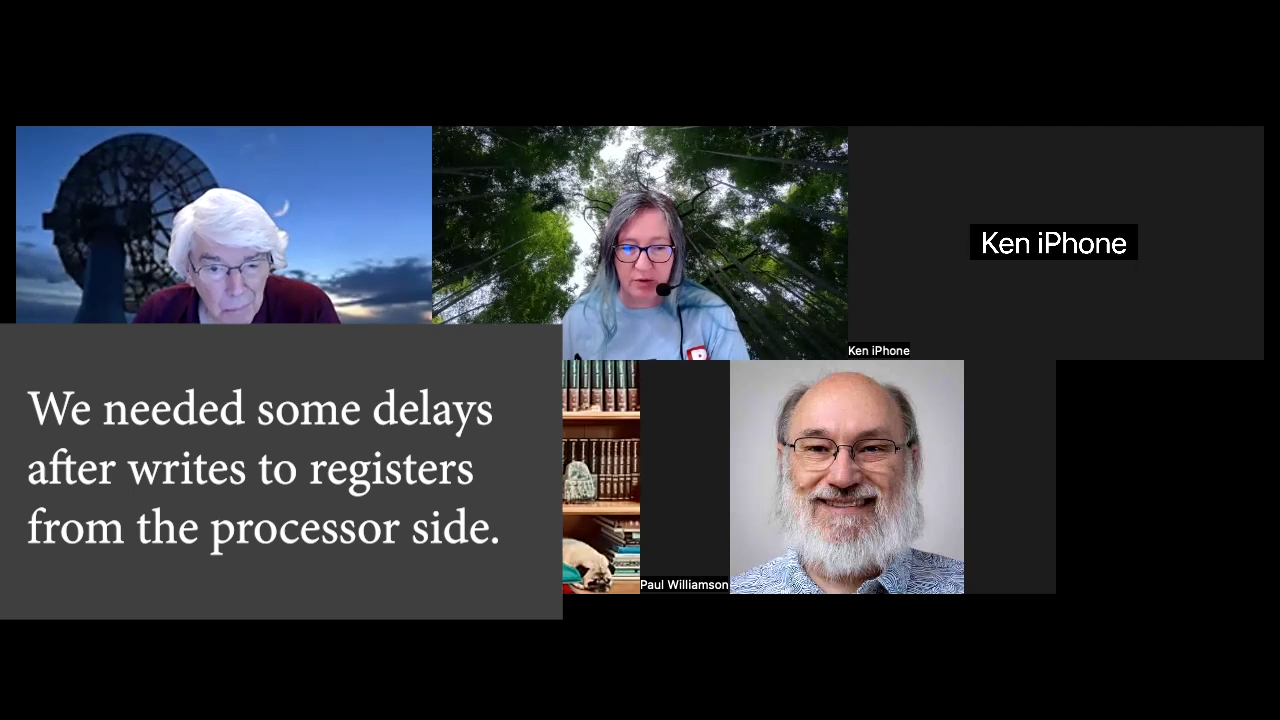 Ken iPhone
Ken iPhone
We needed some delays
after writes to registers
from the processor side.
Paul Williamson